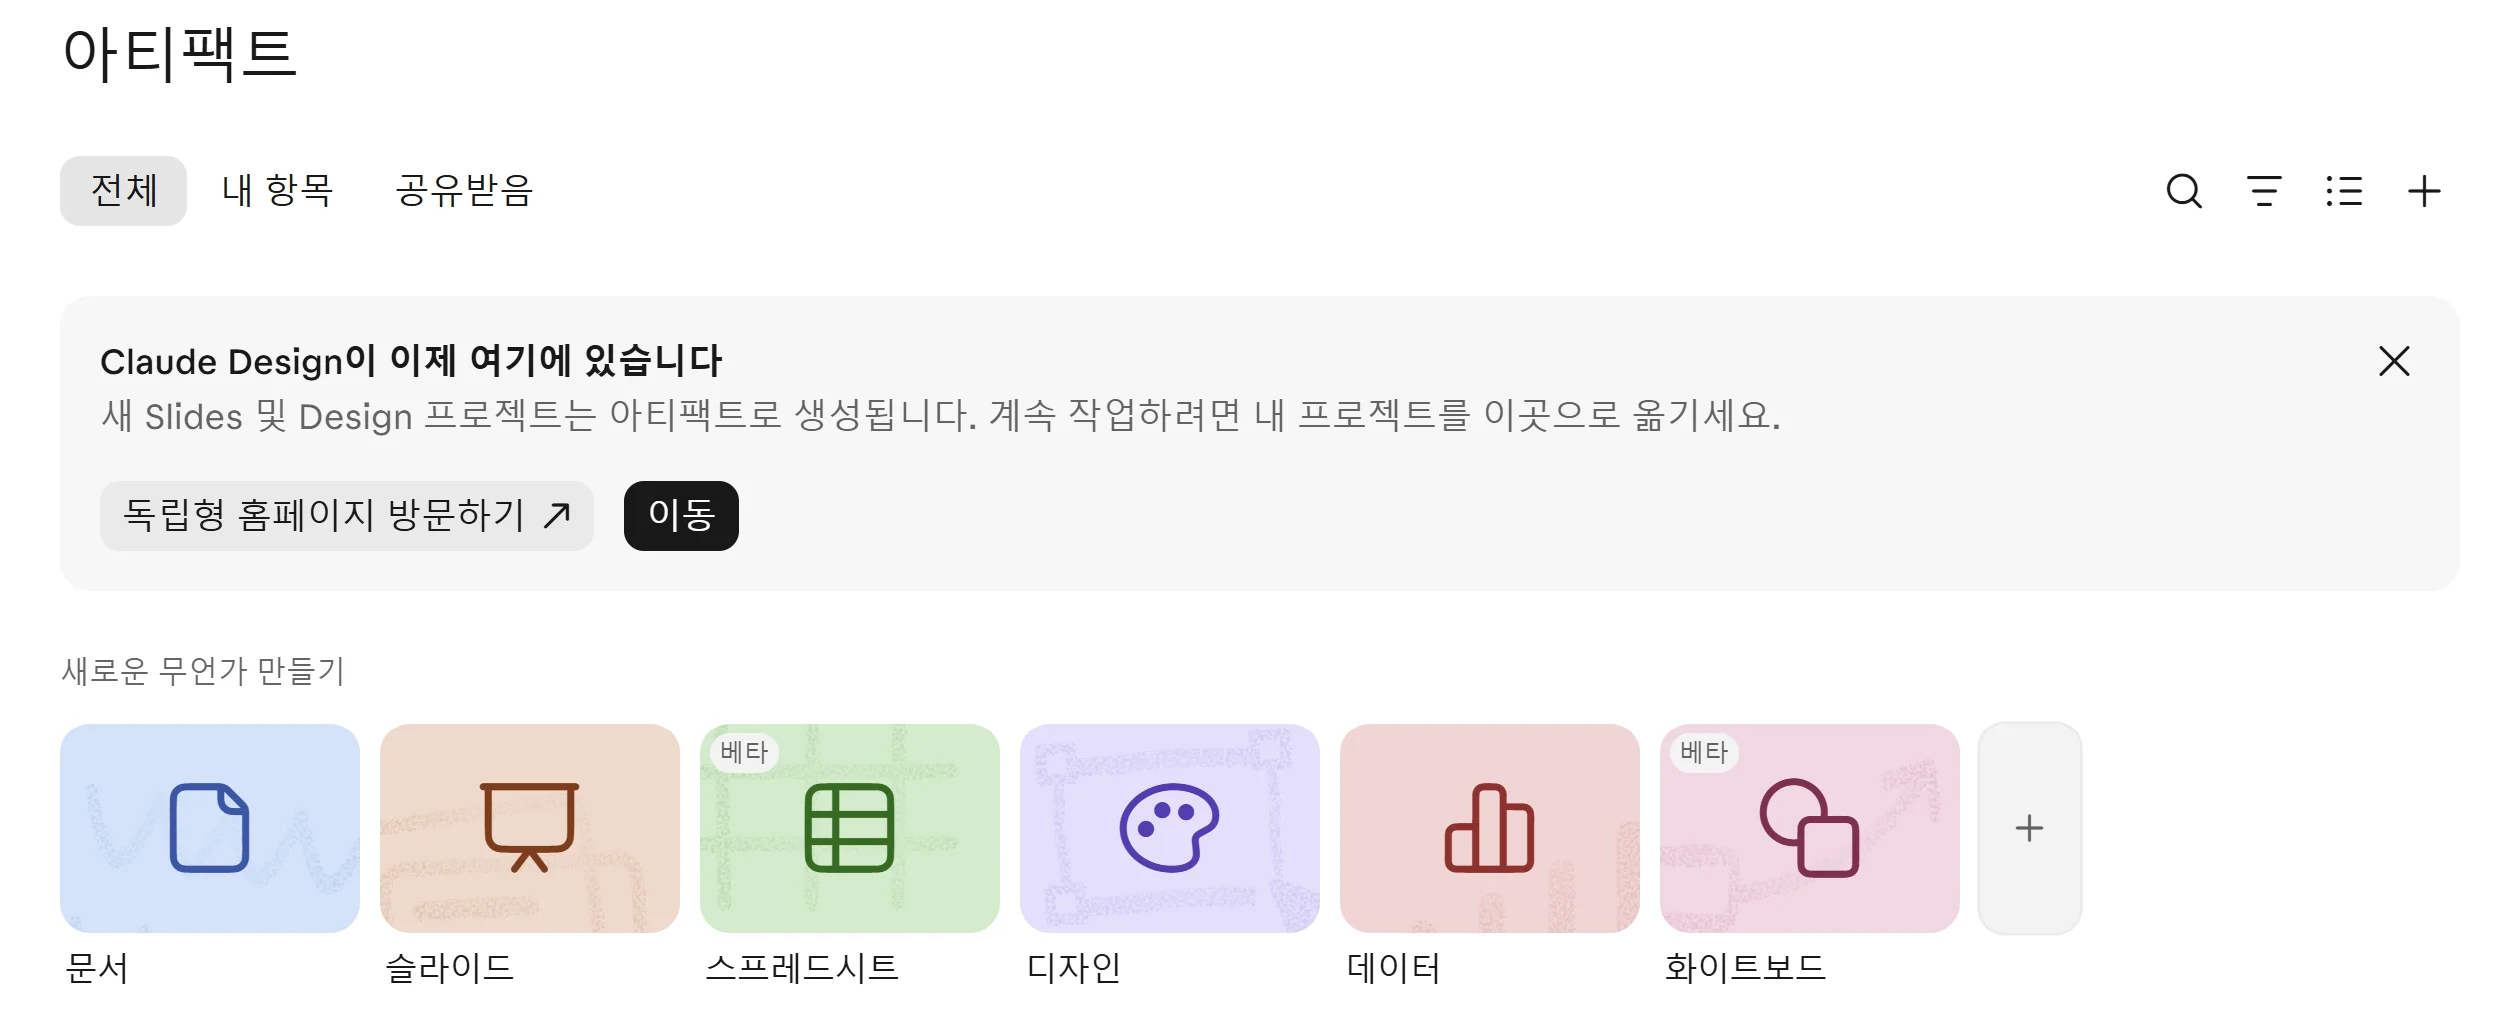 아티팩트
전체 내 항목 공유받음
Claude Design이 이제 여기에 있습니다
새 Slides 및 Design 프로젝트는 아티팩트로 생성됩니다. 계속 작업하려면 내 프로젝트를 이곳으로 옮기세요.
독립형 홈페이지 방문하기 이동
새로운 무언가 만들기
베타 베타
문서 슬라이드 스프레드시트 디자인 데이터 화이트보드